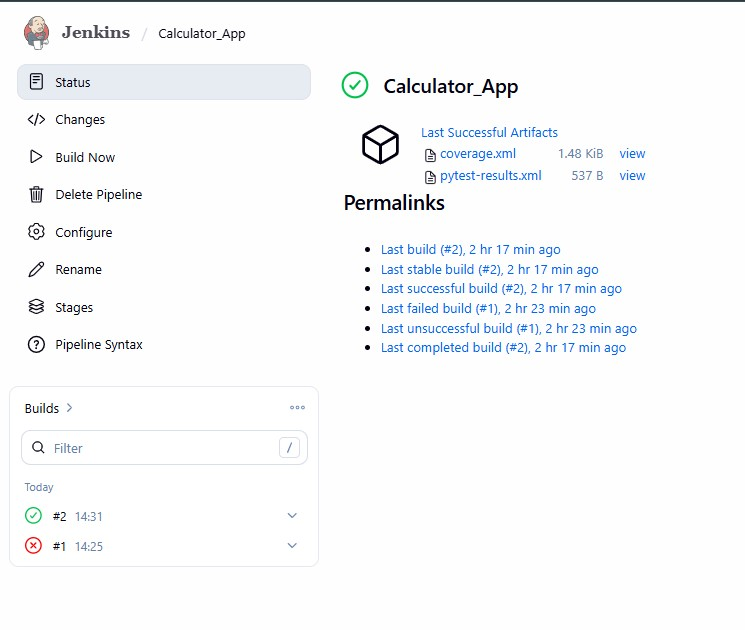 Jenkins / Calculator_App
Status
Changes
Build Now
Delete Pipeline
Configure
Rename
Stages
Pipeline Syntax
Builds
Filter /
Today
#2 14:31
#1 14:25
Calculator_App
Last Successful Artifacts
coverage.xml 1.48 KiB view
pytest-results.xml 537 B view
Permalinks
Last build (#2), 2 hr 17 min ago
Last stable build (#2), 2 hr 17 min ago
Last successful build (#2), 2 hr 17 min ago
Last failed build (#1), 2 hr 23 min ago
Last unsuccessful build (#1), 2 hr 23 min ago
Last completed build (#2), 2 hr 17 min ago